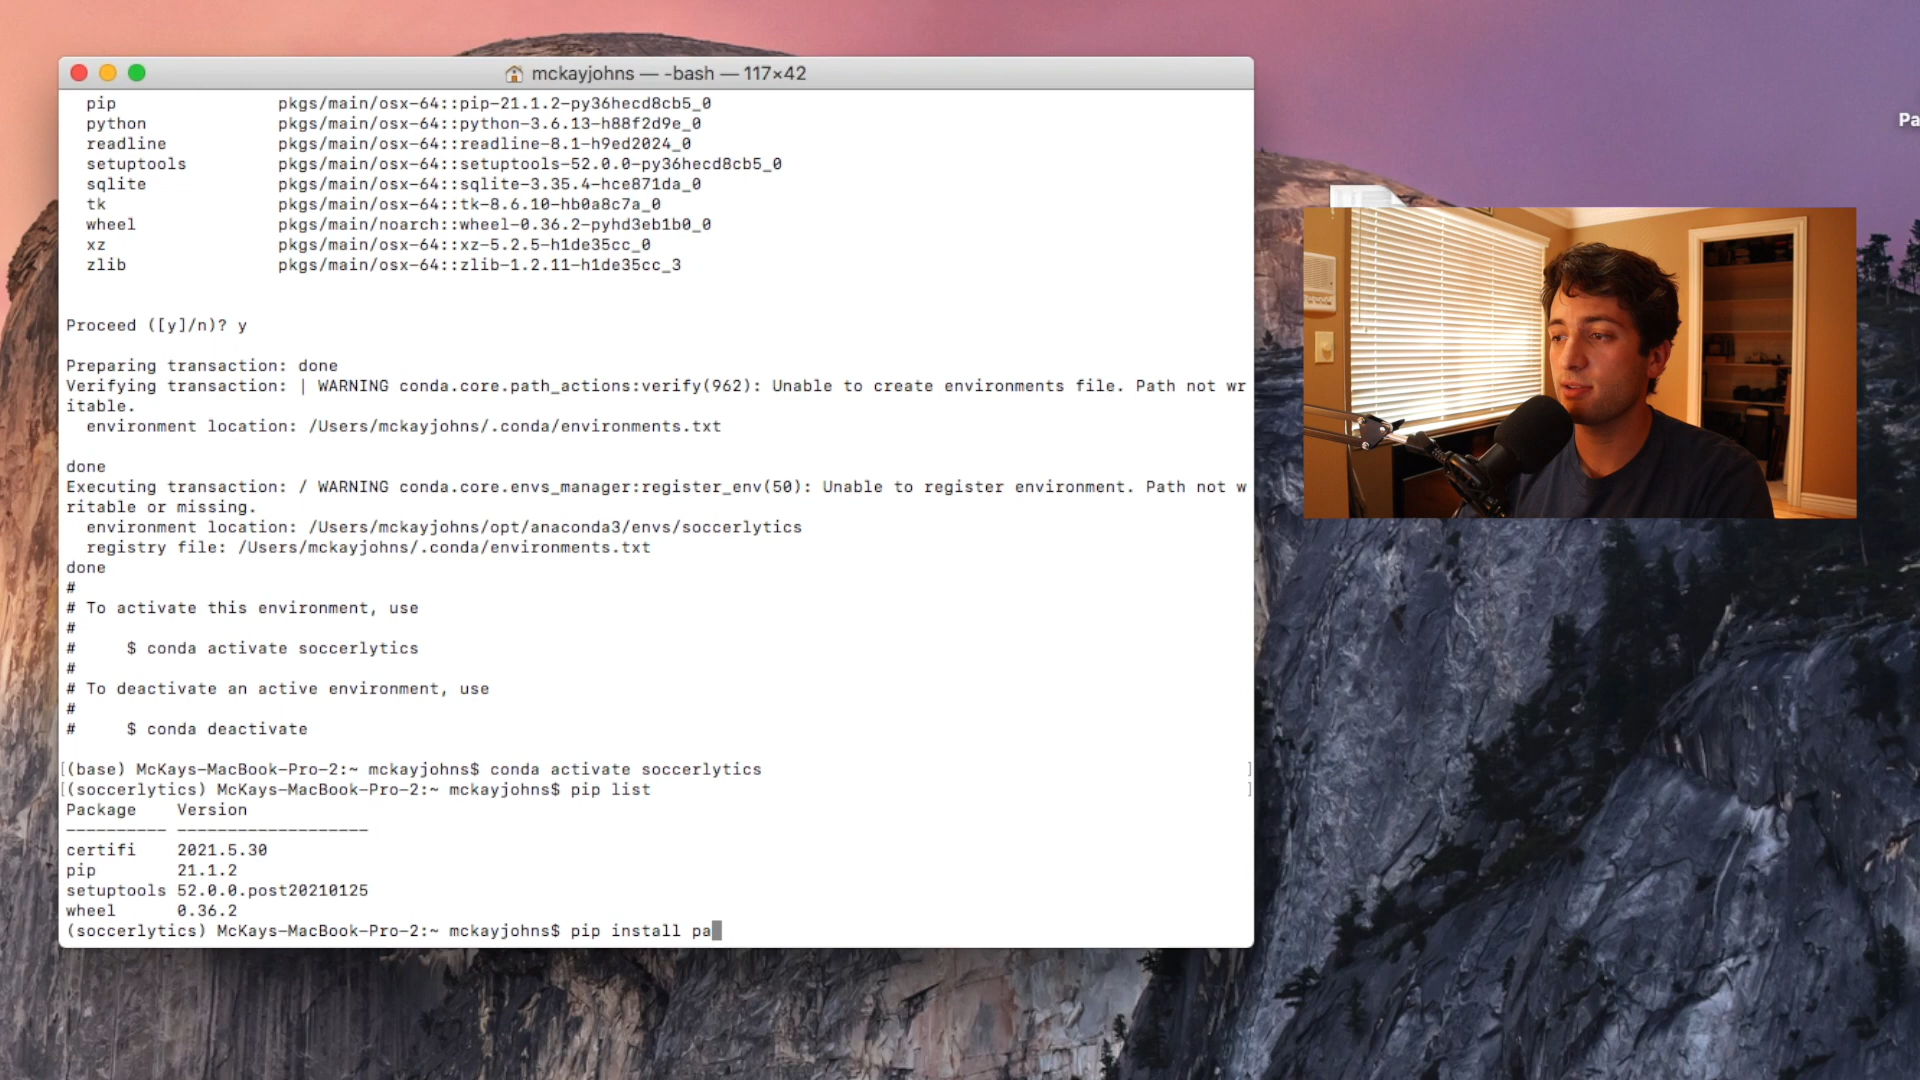 mckayjohns — -bash — 117×42
pip pkgs/main/osx-64::pip-21.1.2-py36hecd8cb5_0
python pkgs/main/osx-64::python-3.6.13-h88f2d9e_0
readline pkgs/main/osx-64::readline-8.1-h9ed2024_0
setuptools pkgs/main/osx-64::setuptools-52.0.0-py36hecd8cb5_0
sqlite pkgs/main/osx-64::sqlite-3.35.4-hce871da_0
tk pkgs/main/osx-64::tk-8.6.10-hb0a8c7a_0
wheel pkgs/main/noarch::wheel-0.36.2-pyhd3eb1b0_0
xz pkgs/main/osx-64::xz-5.2.5-h1de35cc_0
zlib pkgs/main/osx-64::zlib-1.2.11-h1de35cc_3
Proceed ([y]/n)? y
Preparing transaction: done
Verifying transaction: | WARNING conda.core.path_actions:verify(962): Unable to create environments file. Path not wr
itable.
environment location: /Users/mckayjohns/.conda/environments.txt
done
Executing transaction: / WARNING conda.core.envs_manager:register_env(50): Unable to register environment. Path not w
ritable or missing.
environment location: /Users/mckayjohns/opt/anaconda3/envs/soccerlytics
registry file: /Users/mckayjohns/.conda/environments.txt
done
#
# To activate this environment, use
#
# $ conda activate soccerlytics
#
# To deactivate an active environment, use
#
# $ conda deactivate
[(base) McKays-MacBook-Pro-2:~ mckayjohns$ conda activate soccerlytics ]
[(soccerlytics) McKays-MacBook-Pro-2:~ mckayjohns$ pip list ]
Package Version
---------- -------------------
certifi 2021.5.30
pip 21.1.2
setuptools 52.0.0.post20210125
wheel 0.36.2
(soccerlytics) McKays-MacBook-Pro-2:~ mckayjohns$ pip install pa
Pa